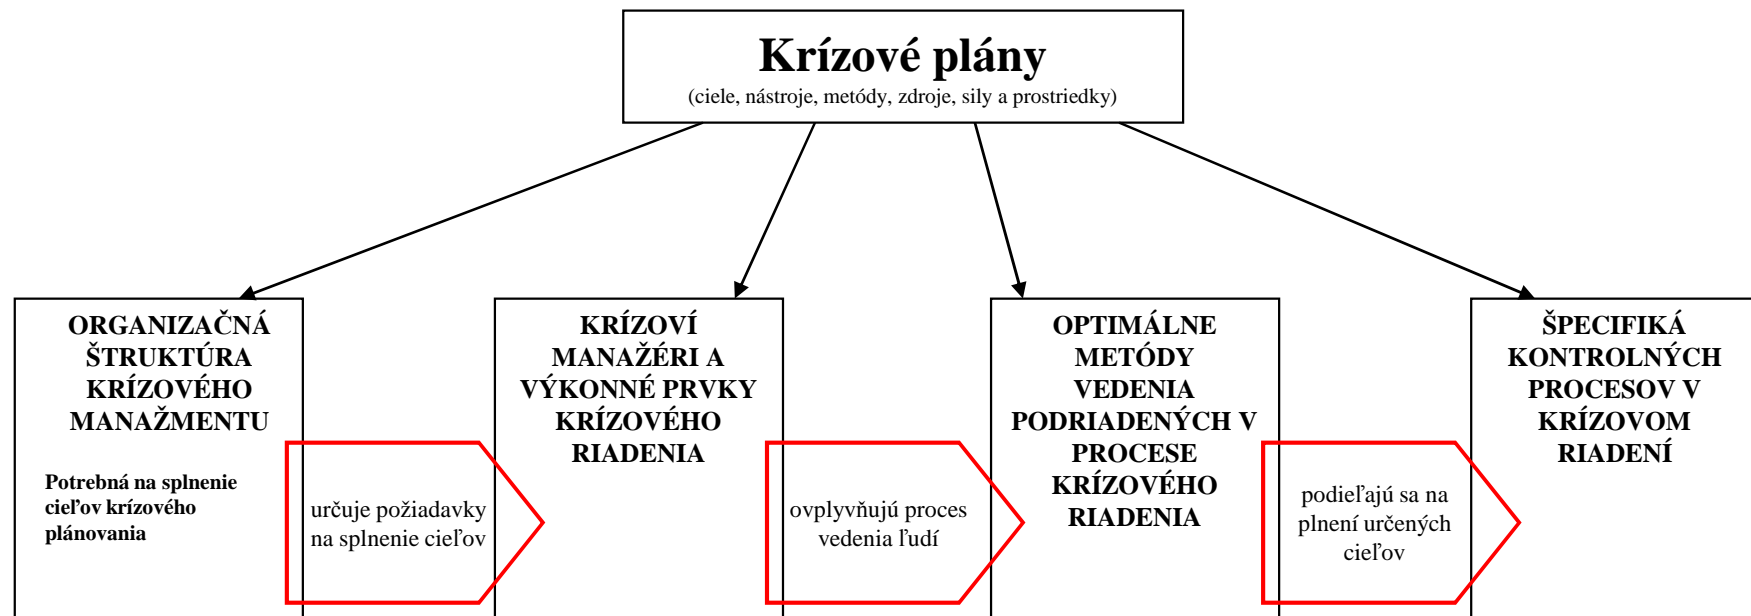 Krízové plány
(ciele, nástroje, metódy, zdroje, sily a prostriedky)
ORGANIZAČNÁ
ŠTRUKTÚRA
KRÍZOVÉHO
MANAŽMENTU
Potrebná na splnenie
cieľov krízového
plánovania
určuje požiadavky
na splnenie cieľov
KRÍZOVÍ
MANAŽÉRI A
VÝKONNÉ PRVKY
KRÍZOVÉHO
RIADENIA
ovplyvňujú proces
vedenia ľudí
OPTIMÁLNE
METÓDY
VEDENIA
PODRIADENÝCH V
PROCESE
KRÍZOVÉHO
RIADENIA
podieľajú sa na
plnení určených
cieľov
ŠPECIFIKÁ
KONTROLNÝCH
PROCESOV V
KRÍZOVOM
RIADENÍ